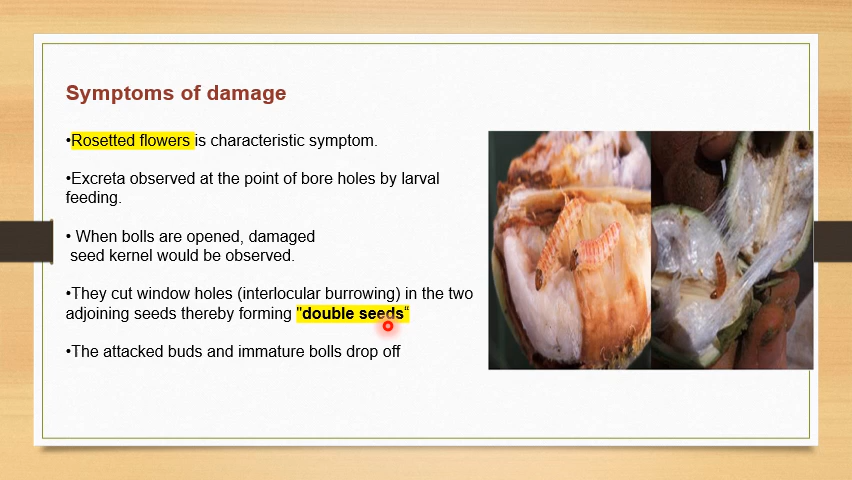 Symptoms of damage
•Rosetted flowers is characteristic symptom.
•Excreta observed at the point of bore holes by larval
feeding.
• When bolls are opened, damaged
seed kernel would be observed.
•They cut window holes (interlocular burrowing) in the two
adjoining seeds thereby forming "double seeds“
•The attacked buds and immature bolls drop off